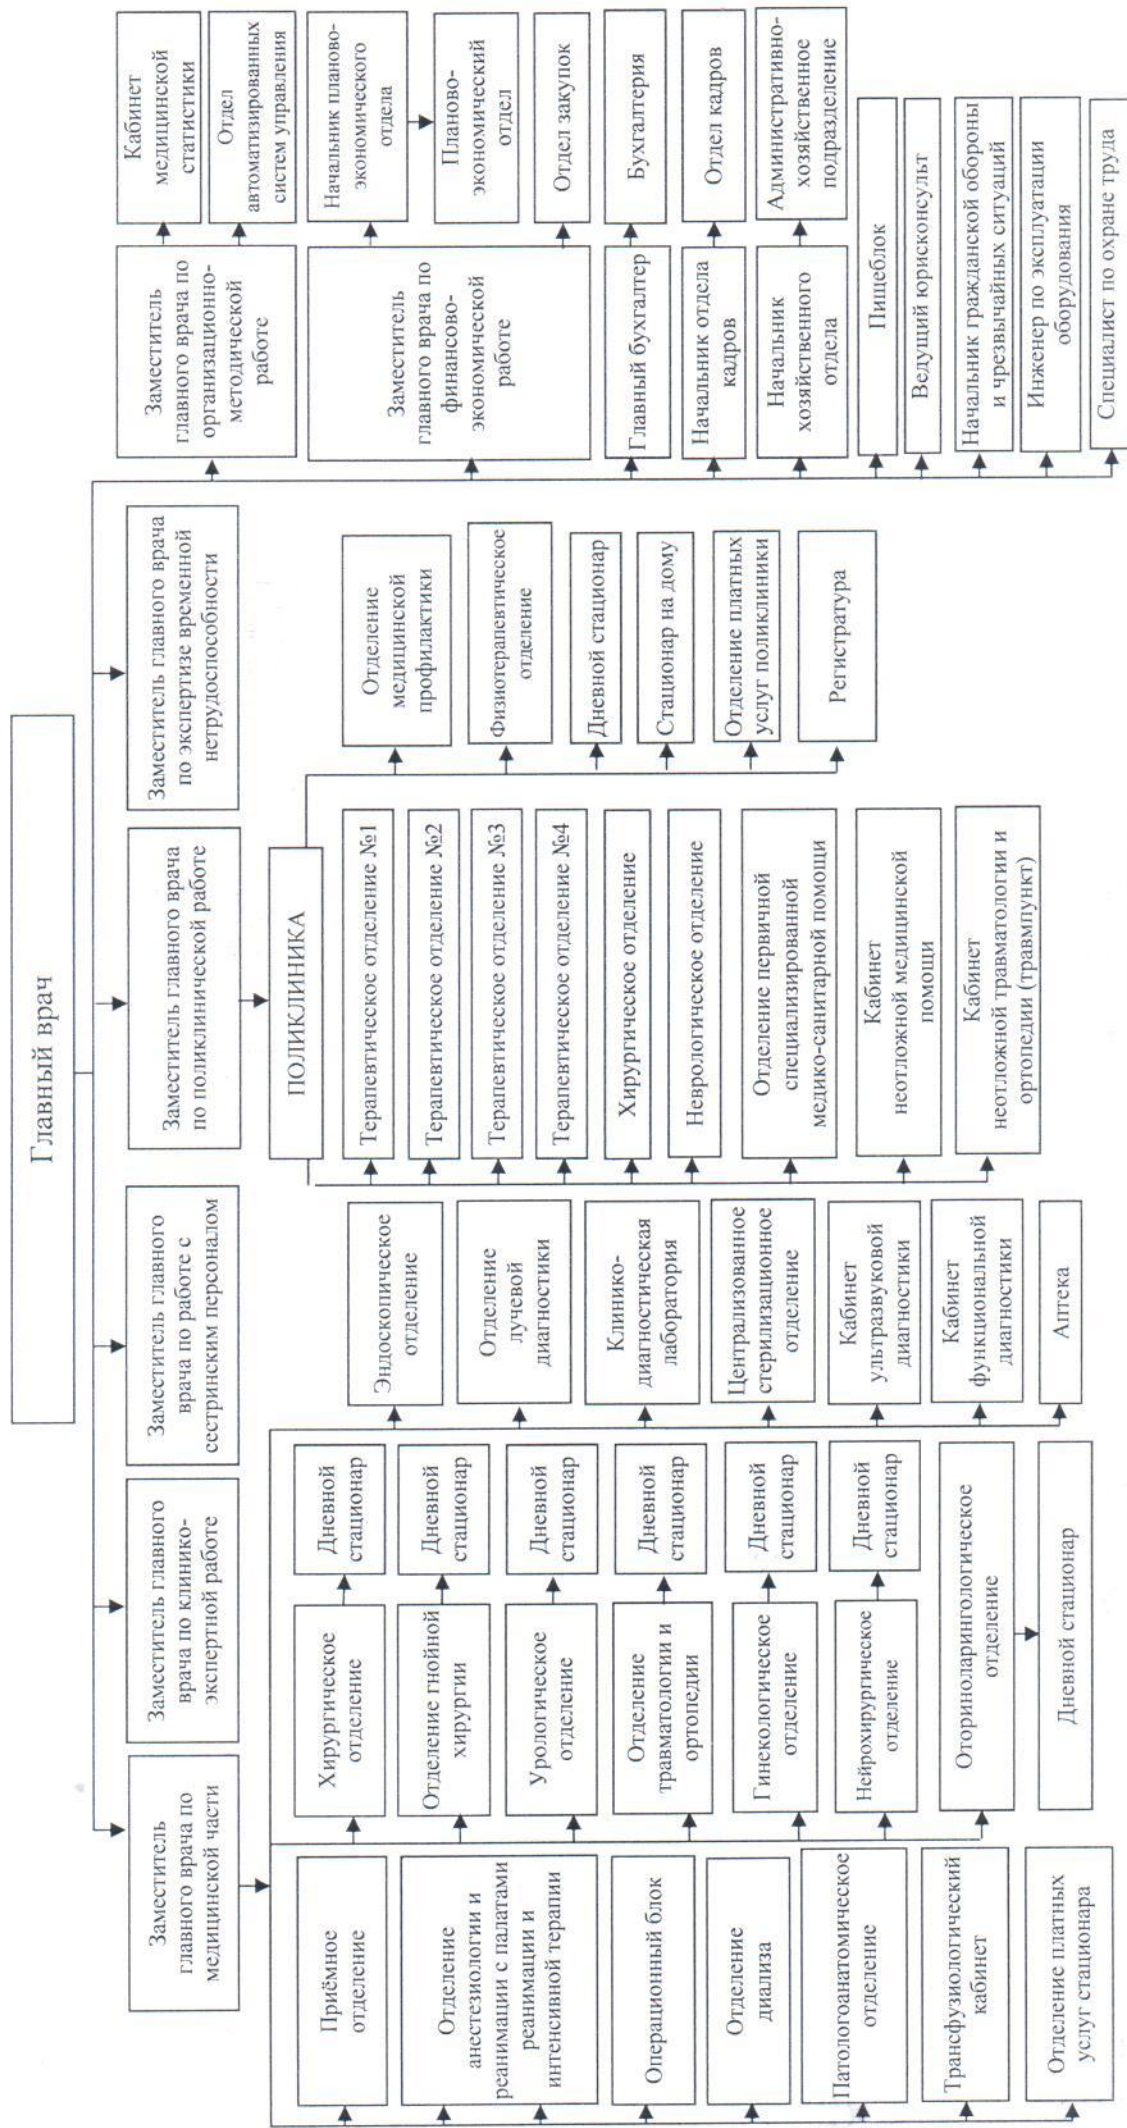 Главный врач
Заместитель
главного врача по
медицинской части
Заместитель главного
врача по клинико-
экспертной работе
Заместитель главного
врача по работе с
сестринским персоналом
Заместитель главного врача
по поликлинической работе
Заместитель главного врача
по экспертизе временной
нетрудоспособности
Приёмное
отделение
Отделение
анестезиологии и
реанимации с палатами
реанимации и
интенсивной терапии
Операционный блок
Отделение
диализа
Патологоанатомическое
отделение
Трансфузиологический
кабинет
Отделение платных
услуг стационара
Хирургическое
отделение
Дневной
стационар
Отделение гнойной
хирургии
Дневной
стационар
Урологическое
отделение
Дневной
стационар
Отделение
травматологии и
ортопедии
Дневной
стационар
Гинекологическое
отделение
Дневной
стационар
Нейрохирургическое
отделение
Дневной
стационар
Оториноларингологическое
отделение
Дневной стационар
Эндоскопическое
отделение
Отделение
лучевой
диагностики
Клинико-
диагностическая
лаборатория
Централизованное
стерилизационное
отделение
Кабинет
ультразвуковой
диагностики
Кабинет
функциональной
диагностики
Аптека
ПОЛИКЛИНИКА
Терапевтическое отделение №1
Терапевтическое отделение №2
Терапевтическое отделение №3
Терапевтическое отделение №4
Хирургическое отделение
Неврологическое отделение
Отделение первичной
специализированной
медико-санитарной помощи
Кабинет
неотложной медицинской
помощи
Кабинет
неотложной травматологии и
ортопедии (травмпункт)
Отделение
медицинской
профилактики
Физиотерапевтическое
отделение
Дневной стационар
Стационар на дому
Отделение платных
услуг поликлиники
Регистратура
Заместитель
главного врача по
организационно-
методической
работе
Кабинет
медицинской
статистики
Отдел
автоматизированных
систем управления
Заместитель
главного врача по
финансово-
экономической
работе
Начальник планово-
экономического
отдела
Планово-
экономический
отдел
Отдел закупок
Главный бухгалтер
Бухгалтерия
Начальник отдела
кадров
Отдел кадров
Начальник
хозяйственного
отдела
Административно-
хозяйственное
подразделение
Пищеблок
Ведущий юрисконсульт
Начальник гражданской обороны
и чрезвычайных ситуаций
Инженер по эксплуатации
оборудования
Специалист по охране труда